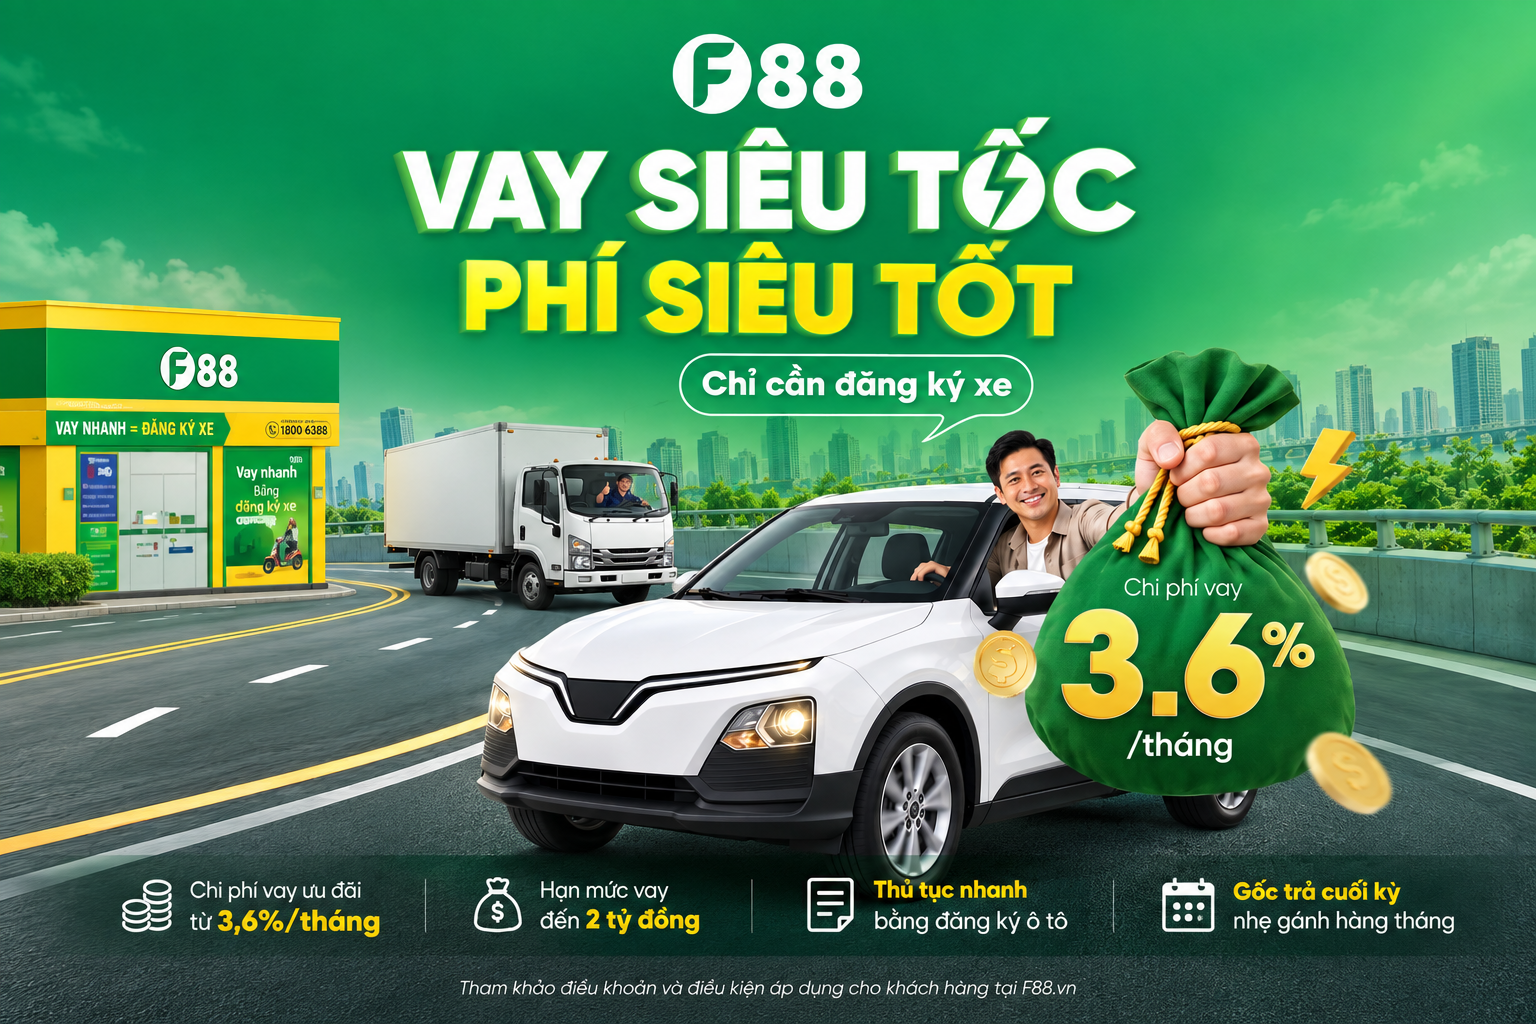 F88
VAY SIÊU TỐC
PHÍ SIÊU TỐT
Chỉ cần đăng ký xe
F88
VAY NHANH = ĐĂNG KÝ XE
1800 6388
Vay nhanh
Bằng
đăng ký xe
Chi phí vay
3.6%
/tháng
Chi phí vay ưu đãi
từ 3,6%/tháng
Hạn mức vay
đến 2 tỷ đồng
Thủ tục nhanh
bằng đăng ký ô tô
Gốc trả cuối kỳ
nhẹ gánh hàng tháng
Tham khảo điều khoản và điều kiện áp dụng cho khách hàng tại F88.vn